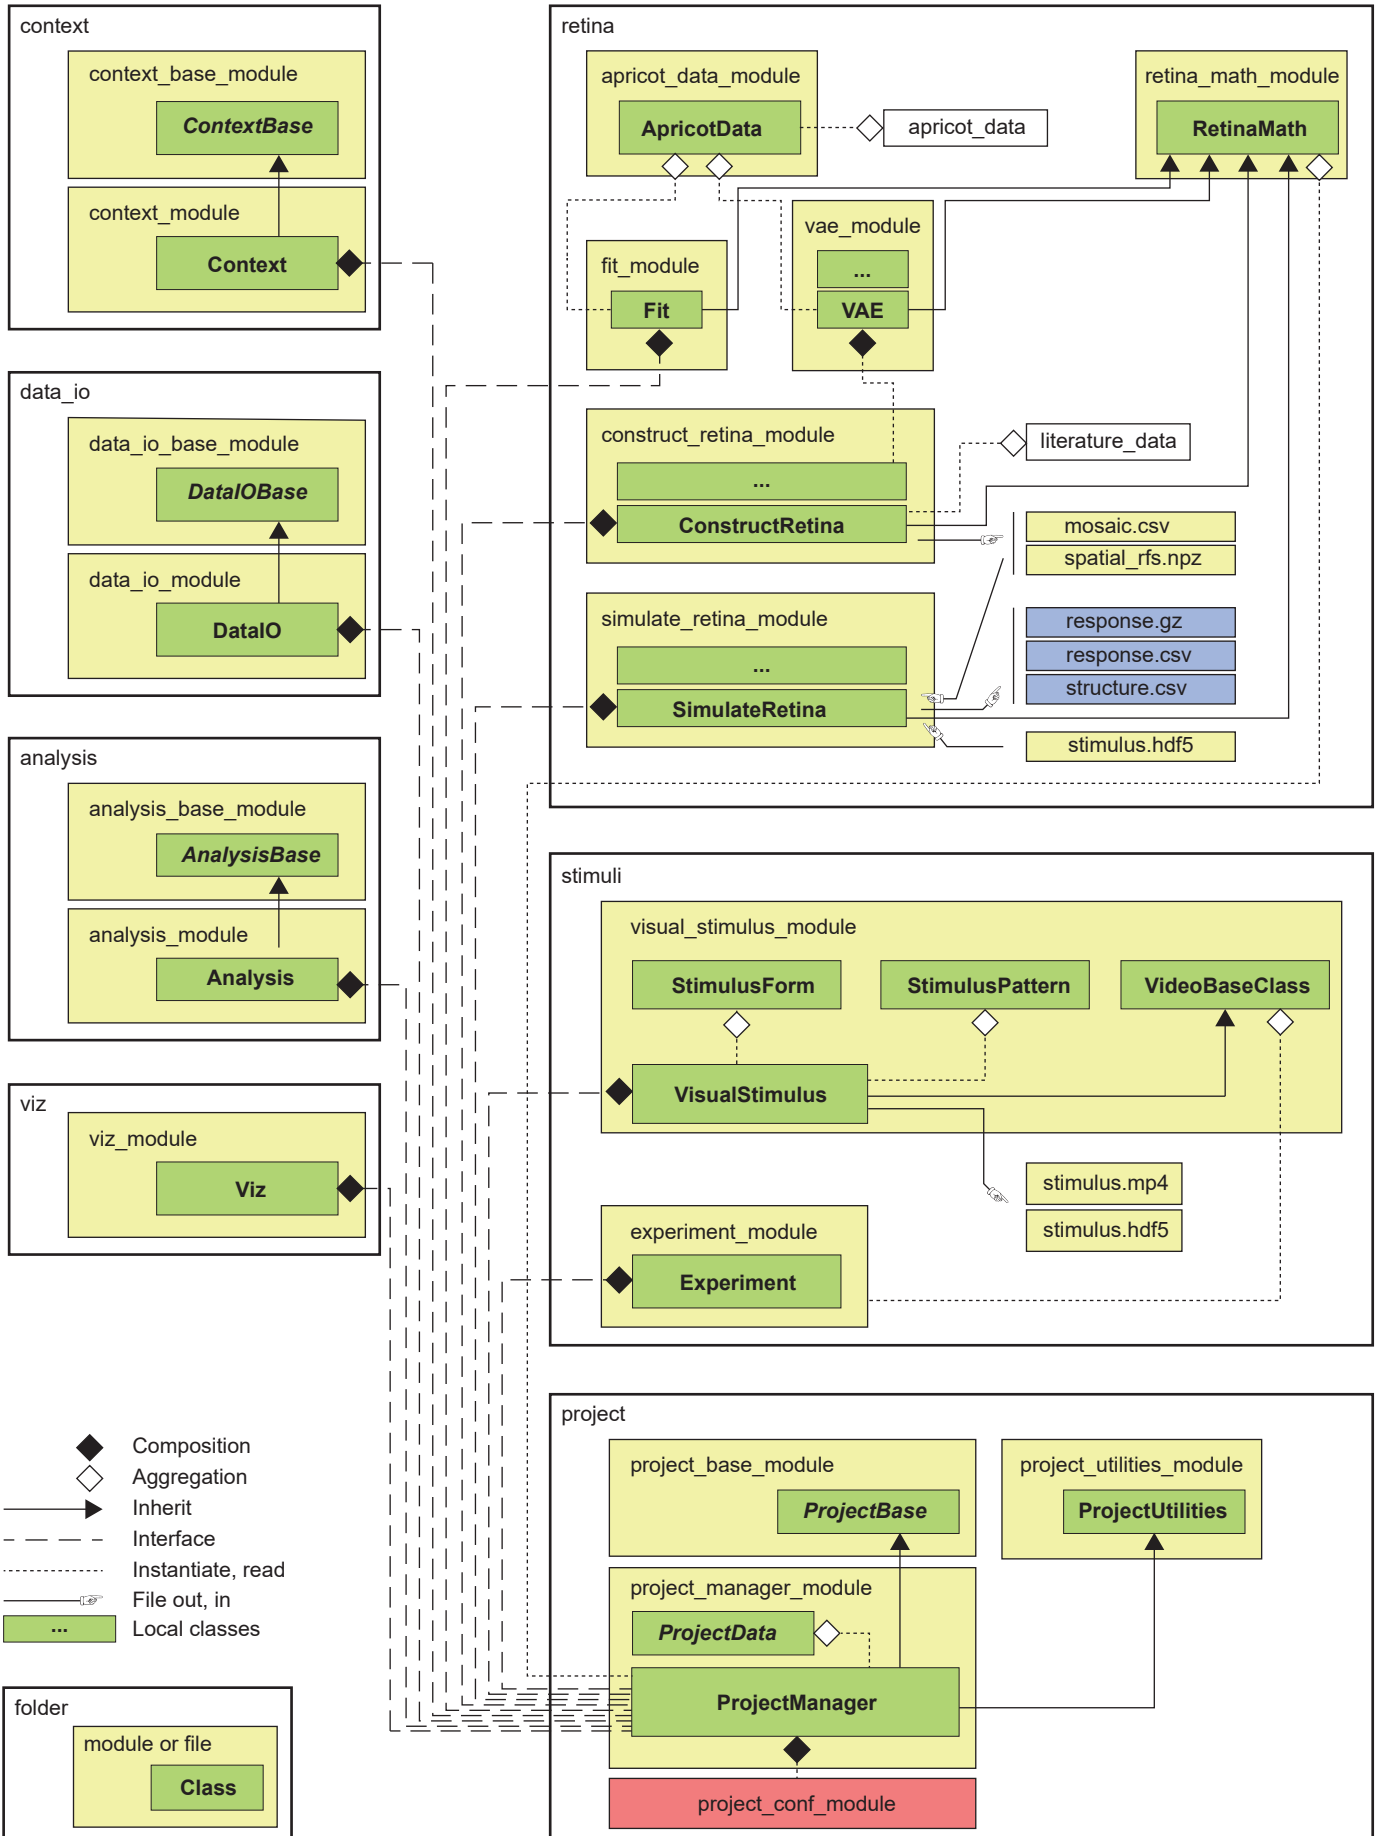 context
context_base_module
ContextBase
context_module
Context
data_io
data_io_base_module
DataIOBase
data_io_module
DataIO
analysis
analysis_base_module
AnalysisBase
analysis_module
Analysis
viz
viz_module
Viz
Composition
Aggregation
Inherit
Interface
Instantiate, read
File out, in
...
Local classes
folder
module or file
Class
retina
apricot_data_module
ApricotData
apricot_data
retina_math_module
RetinaMath
vae_module
...
VAE
fit_module
Fit
construct_retina_module
...
ConstructRetina
literature_data
mosaic.csv
spatial_rfs.npz
simulate_retina_module
...
SimulateRetina
response.gz
response.csv
structure.csv
stimulus.hdf5
stimuli
visual_stimulus_module
StimulusForm
StimulusPattern
VideoBaseClass
VisualStimulus
stimulus.mp4
stimulus.hdf5
experiment_module
Experiment
project
project_base_module
ProjectBase
project_utilities_module
ProjectUtilities
project_manager_module
ProjectData
ProjectManager
project_conf_module